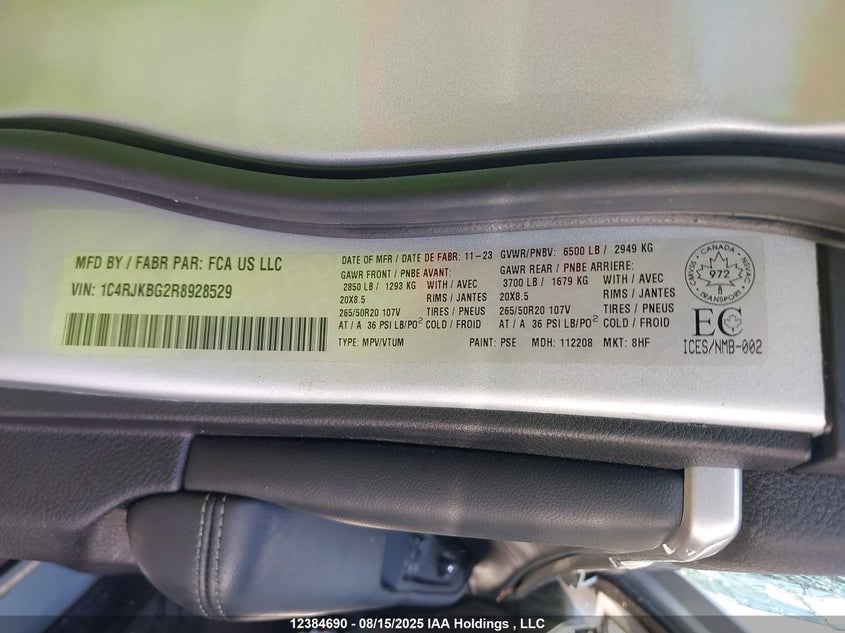 MFD BY / FABR PAR: FCA US LLC
VIN: 1C4RJKBG2R8928529
DATE OF MFR / DATE DE FABR: 11-23 GVWR/PNBV: 6500 LB / 2949 KG
GAWR FRONT / PNBE AVANT: GAWR REAR / PNBE ARRIERE:
2850 LB / 1293 KG WITH / AVEC 3700 LB / 1679 KG WITH / AVEC
20X8.5 RIMS / JANTES 20X8.5 RIMS / JANTES
265/50R20 107V TIRES / PNEUS 265/50R20 107V TIRES / PNEUS
AT / A 36 PSI LB/PO² COLD / FROID AT / A 36 PSI LB/PO² COLD / FROID
TYPE: MPV/VTUM PAINT: PSE MDH: 112208 MKT: 8HF
CANADA
CMVSS
NSVAC
972
8
TRANSPORT
EC
ICES/NMB-002
12384690 - 08/15/2025 IAA Holdings , LLC